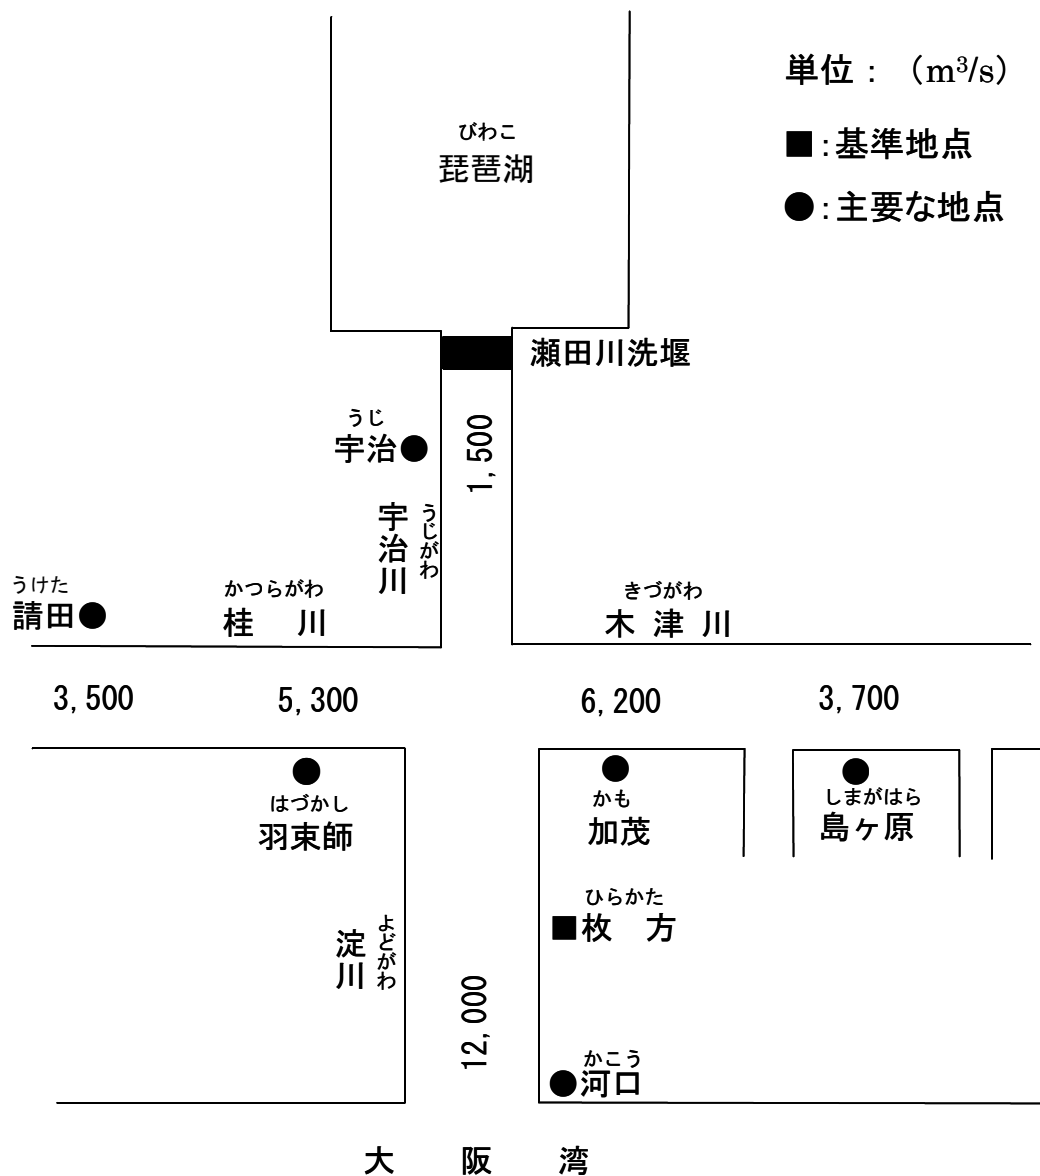 単位：（m³/s）
■：基準地点
●：主要な地点
びわこ
琵琶湖
瀬田川洗堰
うじ
宇治●
1,500
宇治川
うじがわ
うけた
請田●
かつらがわ
桂 川
きづがわ
木 津 川
3,500
5,300
6,200
3,700
はづかし
羽束師
かも
加茂
しまがはら
島ヶ原
ひらかた
■枚 方
淀川
よどがわ
12,000
かこう
●河口
大 阪 湾